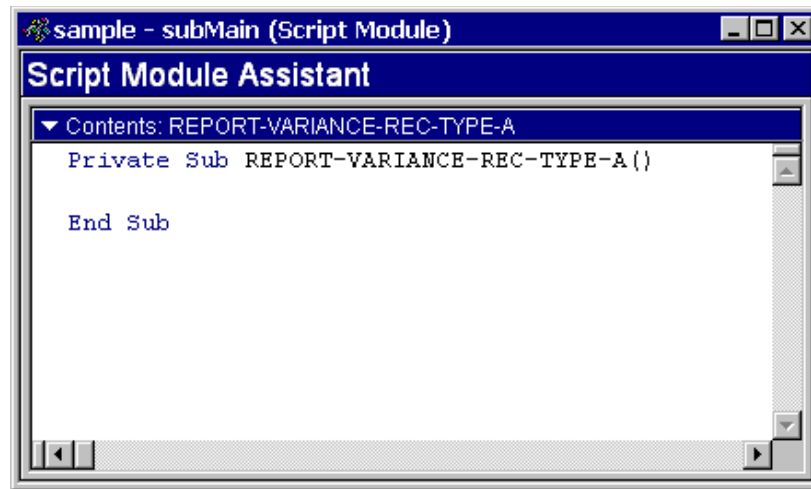 sample - subMain (Script Module)
Script Module Assistant
Contents: REPORT-VARIANCE-REC-TYPE-A
Private Sub REPORT-VARIANCE-REC-TYPE-A()
End Sub